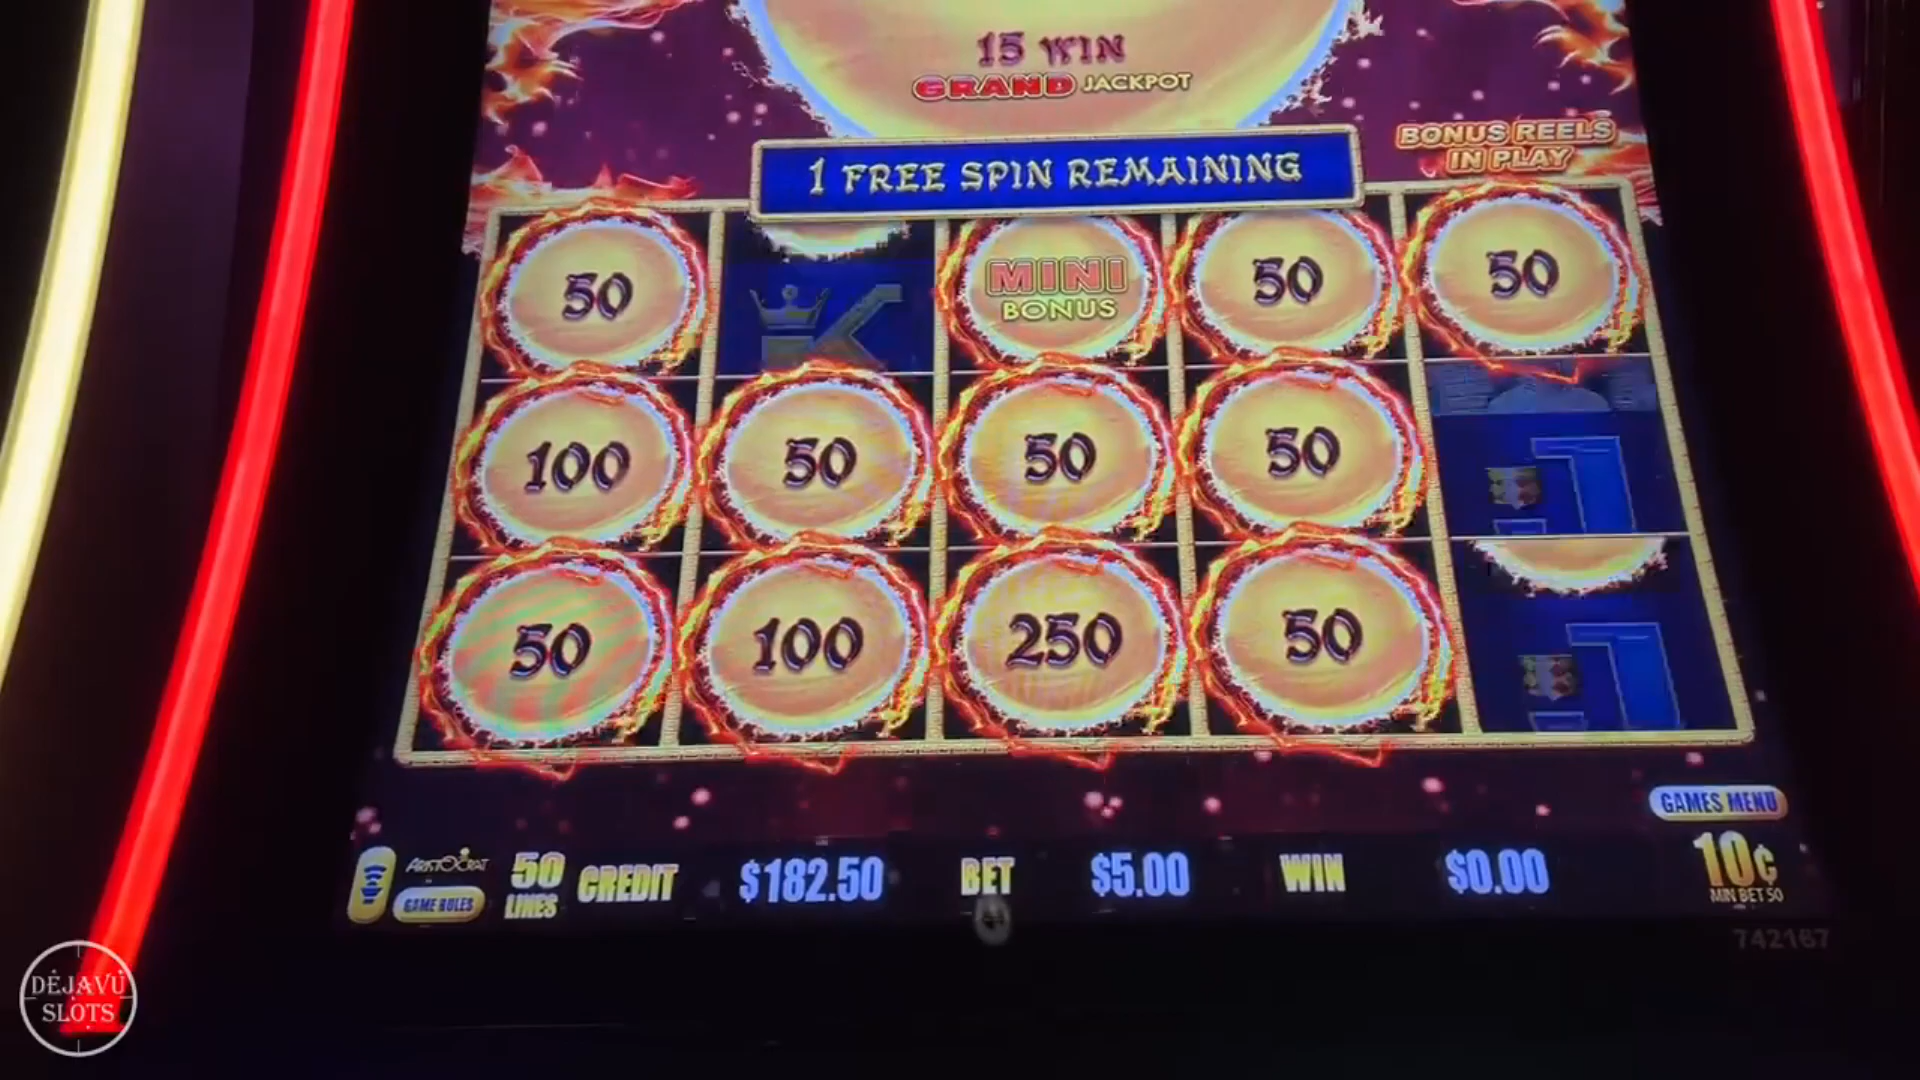 15 WIN
GRAND JACKPOT
BONUS REELS
IN PLAY
1 FREE SPIN REMAINING
50
K
MINI
BONUS
50
50
100
50
50
50
J
50
100
250
50
J
GAMES MENU
ARISTOCRAT
GAME RULES
50
LINES
CREDIT
$182.50
BET
$5.00
WIN
$0.00
10¢
MIN BET 50
742167
DÉJAVU
SLOTS